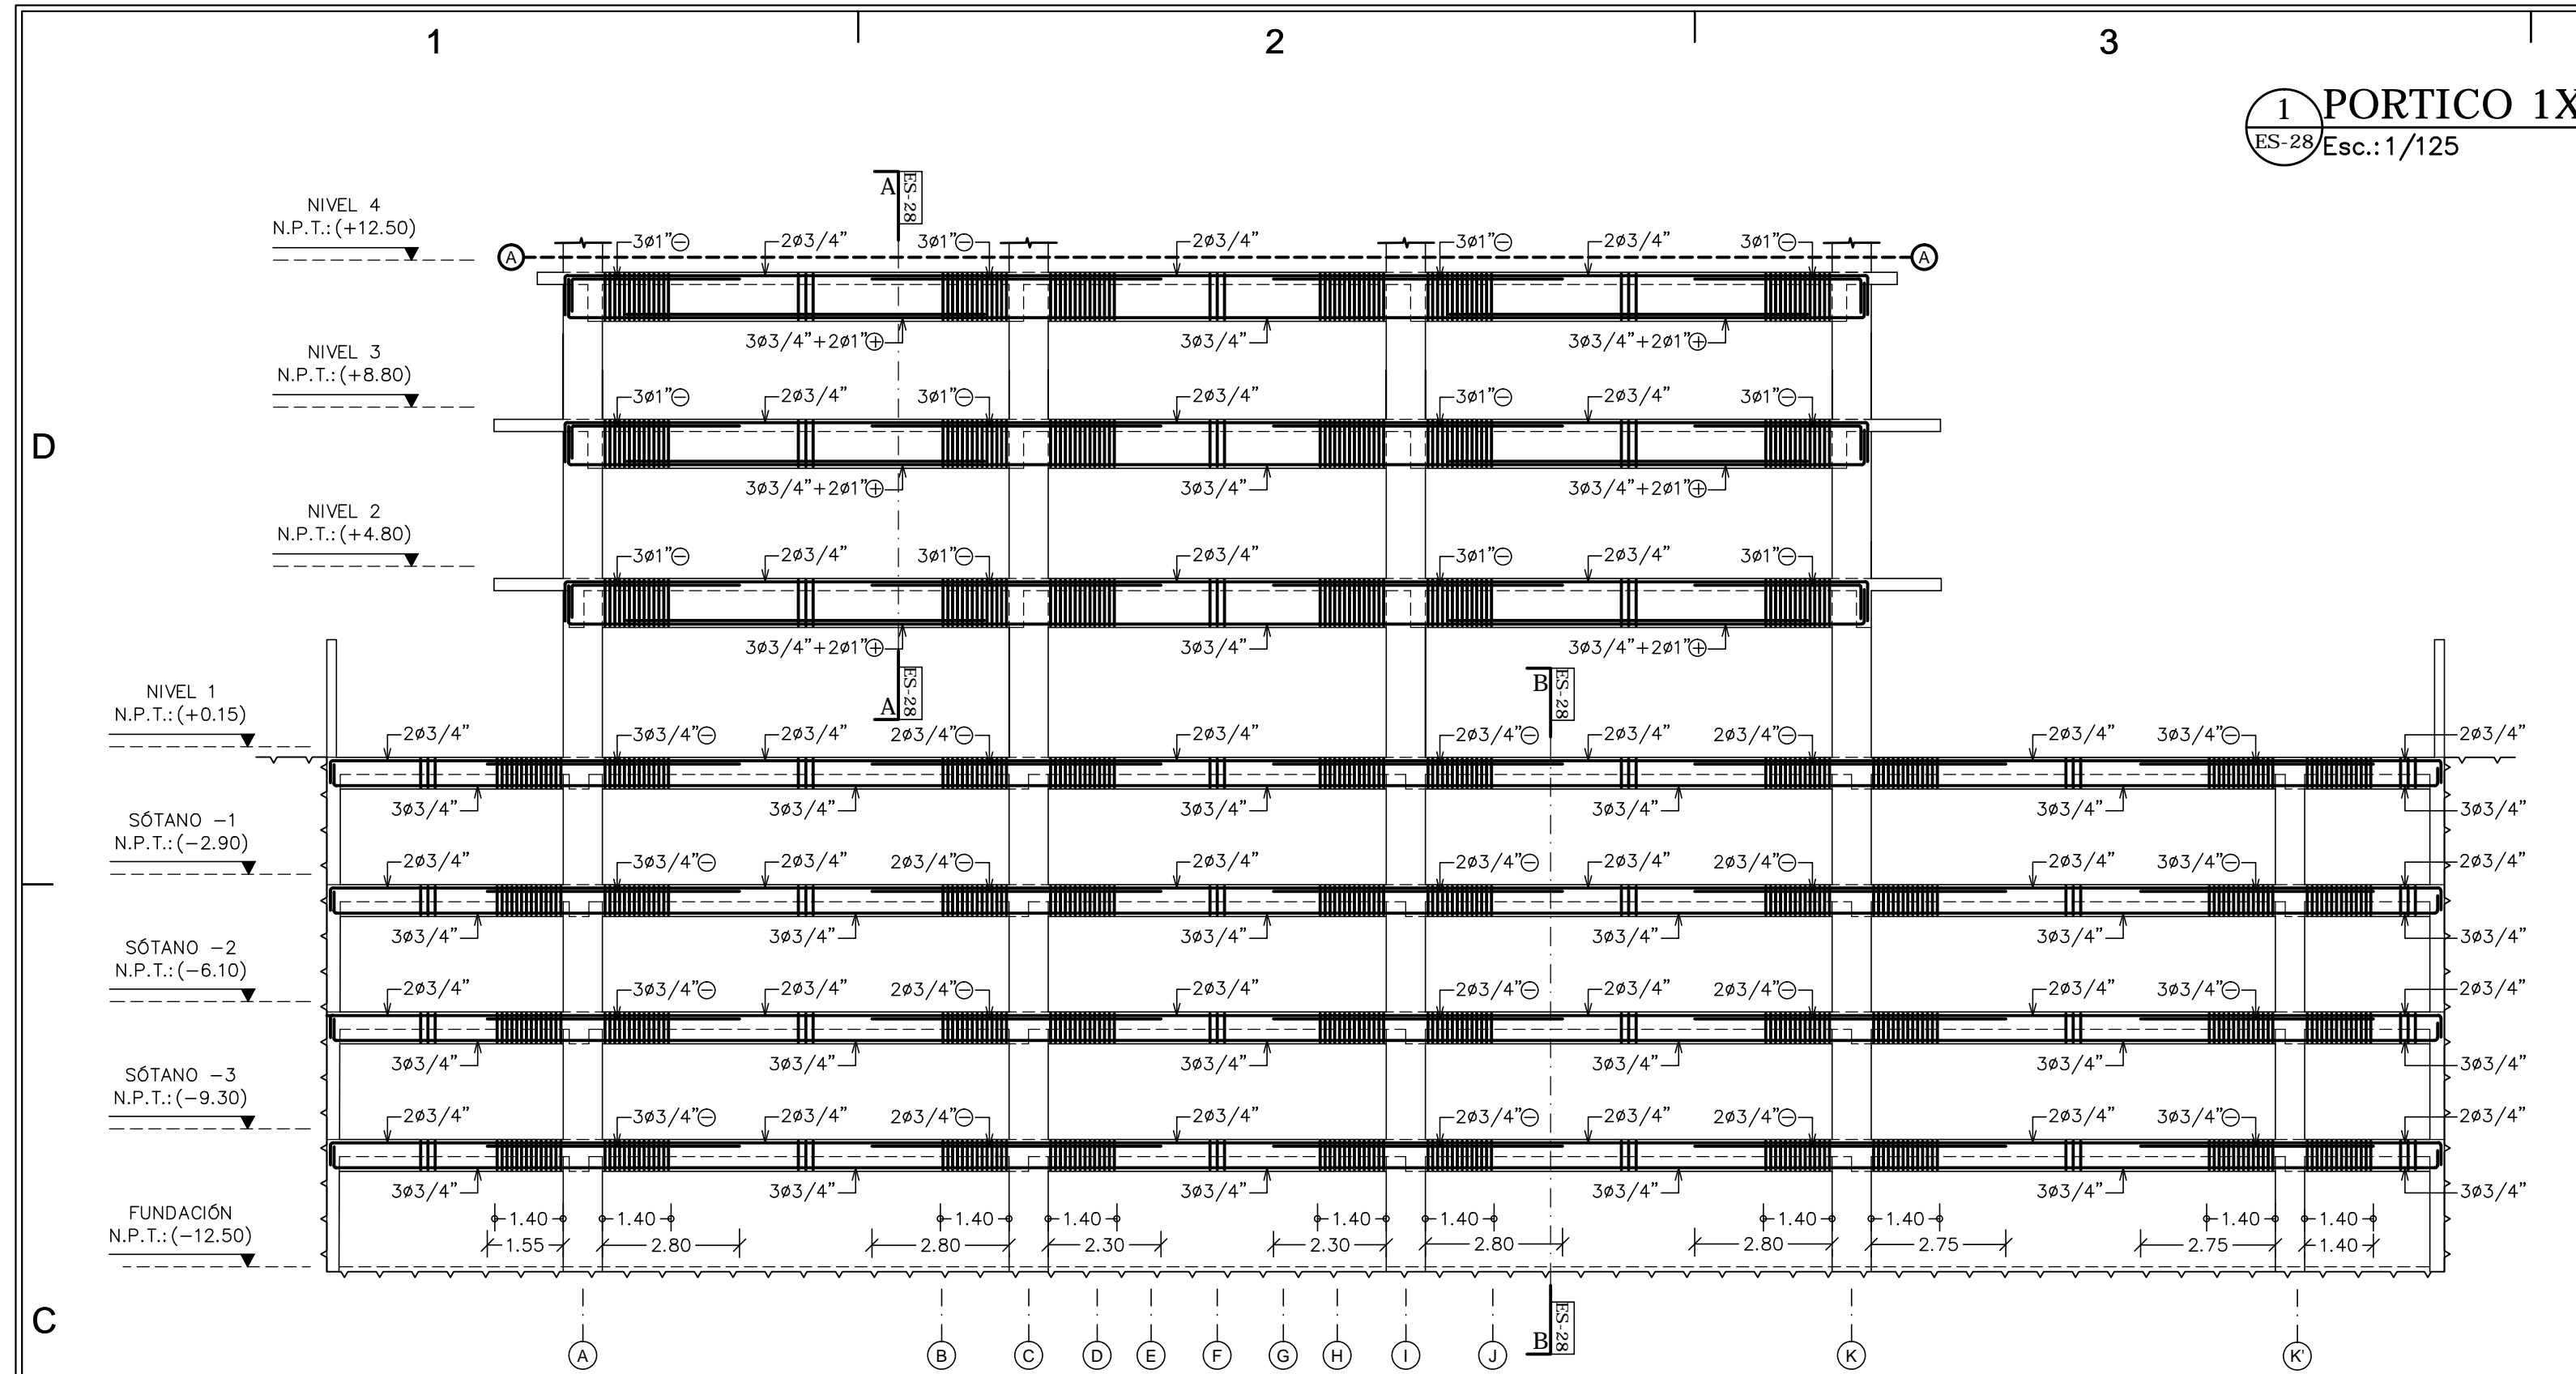 1 2 3
1 PORTICO 1X
ES-28 Esc.: 1/125
A ES-28
NIVEL 4
N.P.T.:(+12.50)
3ø1"⊖ 2ø3/4" 3ø1"⊖ 2ø3/4" 3ø1"⊖ 2ø3/4" 3ø1"⊖
A A
3ø3/4"+2ø1"⊕ 3ø3/4" 3ø3/4"+2ø1"⊕
NIVEL 3
N.P.T.:(+8.80)
3ø1"⊖ 2ø3/4" 3ø1"⊖ 2ø3/4" 3ø1"⊖ 2ø3/4" 3ø1"⊖
D
3ø3/4"+2ø1"⊕ 3ø3/4" 3ø3/4"+2ø1"⊕
NIVEL 2
N.P.T.:(+4.80)
3ø1"⊖ 2ø3/4" 3ø1"⊖ 2ø3/4" 3ø1"⊖ 2ø3/4" 3ø1"⊖
3ø3/4"+2ø1"⊕ 3ø3/4" 3ø3/4"+2ø1"⊕
A ES-28 B ES-28
NIVEL 1
N.P.T.:(+0.15)
2ø3/4" 3ø3/4"⊖ 2ø3/4" 2ø3/4"⊖ 2ø3/4" 2ø3/4"⊖ 2ø3/4" 2ø3/4"⊖ 2ø3/4" 3ø3/4"⊖ 2ø3/4"
3ø3/4" 3ø3/4" 3ø3/4" 3ø3/4" 3ø3/4" 3ø3/4"
SÓTANO −1
N.P.T.:(−2.90)
2ø3/4" 3ø3/4"⊖ 2ø3/4" 2ø3/4"⊖ 2ø3/4" 2ø3/4"⊖ 2ø3/4" 2ø3/4"⊖ 2ø3/4" 3ø3/4"⊖ 2ø3/4"
3ø3/4" 3ø3/4" 3ø3/4" 3ø3/4" 3ø3/4" 3ø3/4"
SÓTANO −2
N.P.T.:(−6.10)
2ø3/4" 3ø3/4"⊖ 2ø3/4" 2ø3/4"⊖ 2ø3/4" 2ø3/4"⊖ 2ø3/4" 2ø3/4"⊖ 2ø3/4" 3ø3/4"⊖ 2ø3/4"
3ø3/4" 3ø3/4" 3ø3/4" 3ø3/4" 3ø3/4" 3ø3/4"
SÓTANO −3
N.P.T.:(−9.30)
2ø3/4" 3ø3/4"⊖ 2ø3/4" 2ø3/4"⊖ 2ø3/4" 2ø3/4"⊖ 2ø3/4" 2ø3/4"⊖ 2ø3/4" 3ø3/4"⊖ 2ø3/4"
3ø3/4" 3ø3/4" 3ø3/4" 3ø3/4" 3ø3/4" 3ø3/4"
FUNDACIÓN
N.P.T.:(−12.50)
1.40 1.40 1.40 1.40 1.40 1.40 1.40 1.40 1.40 1.40
1.55 2.80 2.80 2.30 2.30 2.80 2.80 2.75 2.75 1.40
C
B ES-28
A B C D E F G H I J K K'